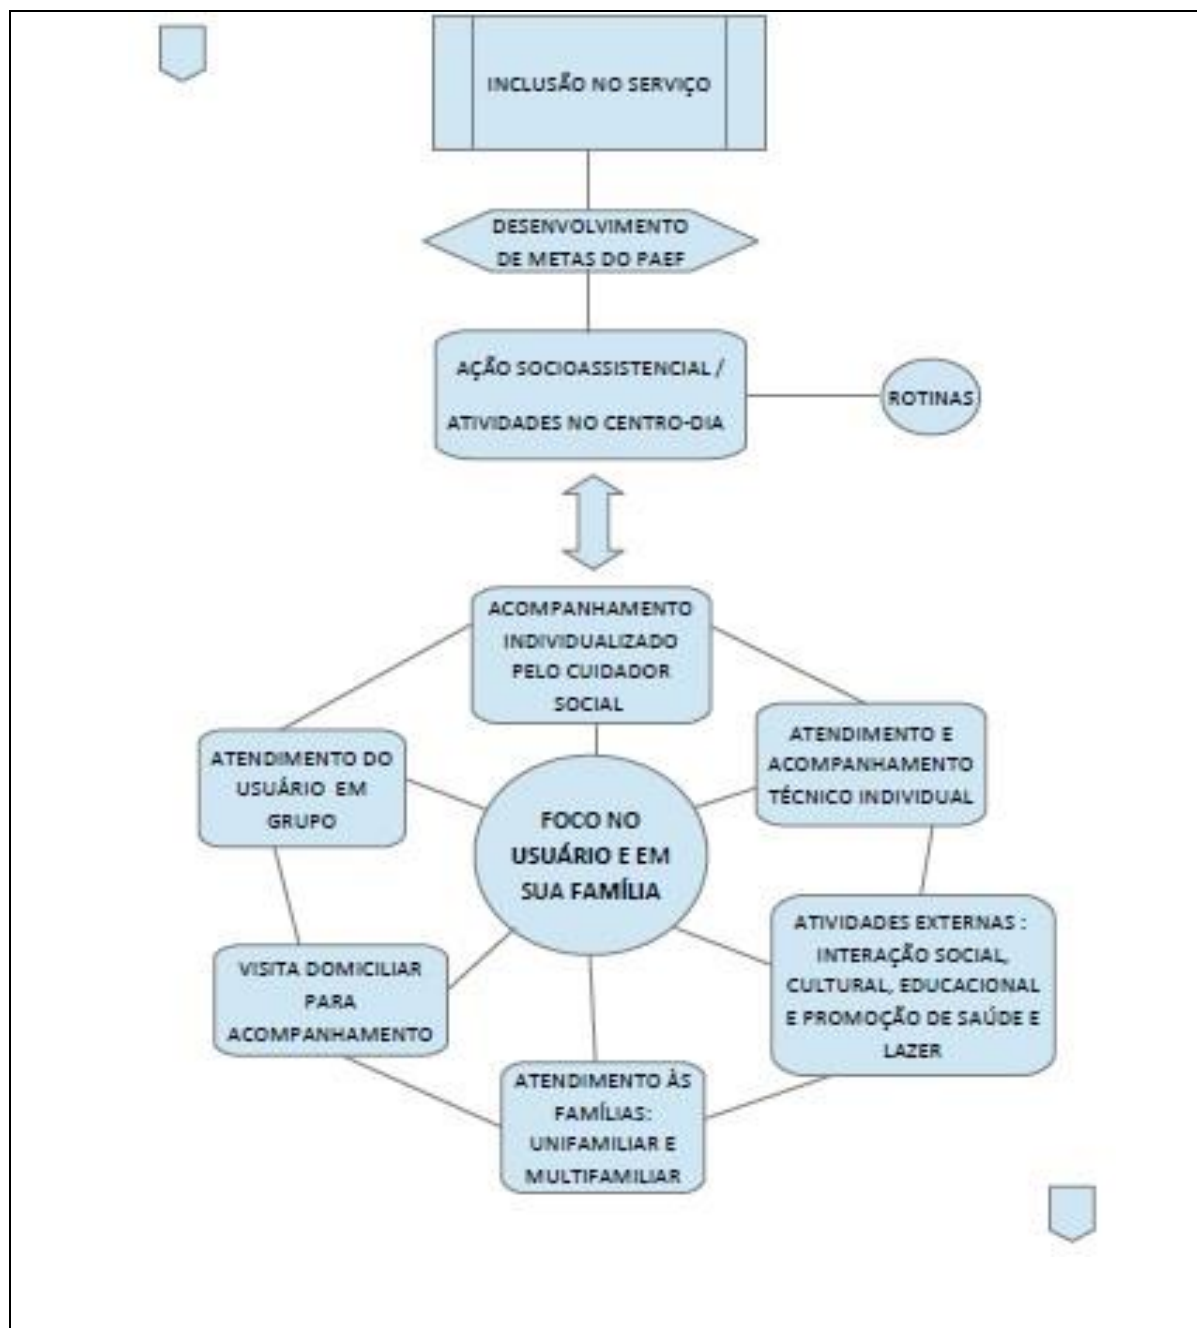 INCLUSÃO NO SERVIÇO
DESENVOLVIMENTO
DE METAS DO PAEF
AÇÃO SOCIOASSISTENCIAL /
ATIVIDADES NO CENTRO-DIA
ROTINAS
ACOMPANHAMENTO
INDIVIDUALIZADO
PELO CUIDADOR
SOCIAL
ATENDIMENTO DO
USUÁRIO EM
GRUPO
ATENDIMENTO E
ACOMPANHAMENTO
TÉCNICO INDIVIDUAL
FOCO NO
USUÁRIO E EM
SUA FAMÍLIA
VISITA DOMICILIAR
PARA
ACOMPANHAMENTO
ATIVIDADES EXTERNAS :
INTERAÇÃO SOCIAL,
CULTURAL, EDUCACIONAL
E PROMOÇÃO DE SAÚDE E
LAZER
ATENDIMENTO ÀS
FAMÍLIAS:
UNIFAMILIAR E
MULTIFAMILIAR